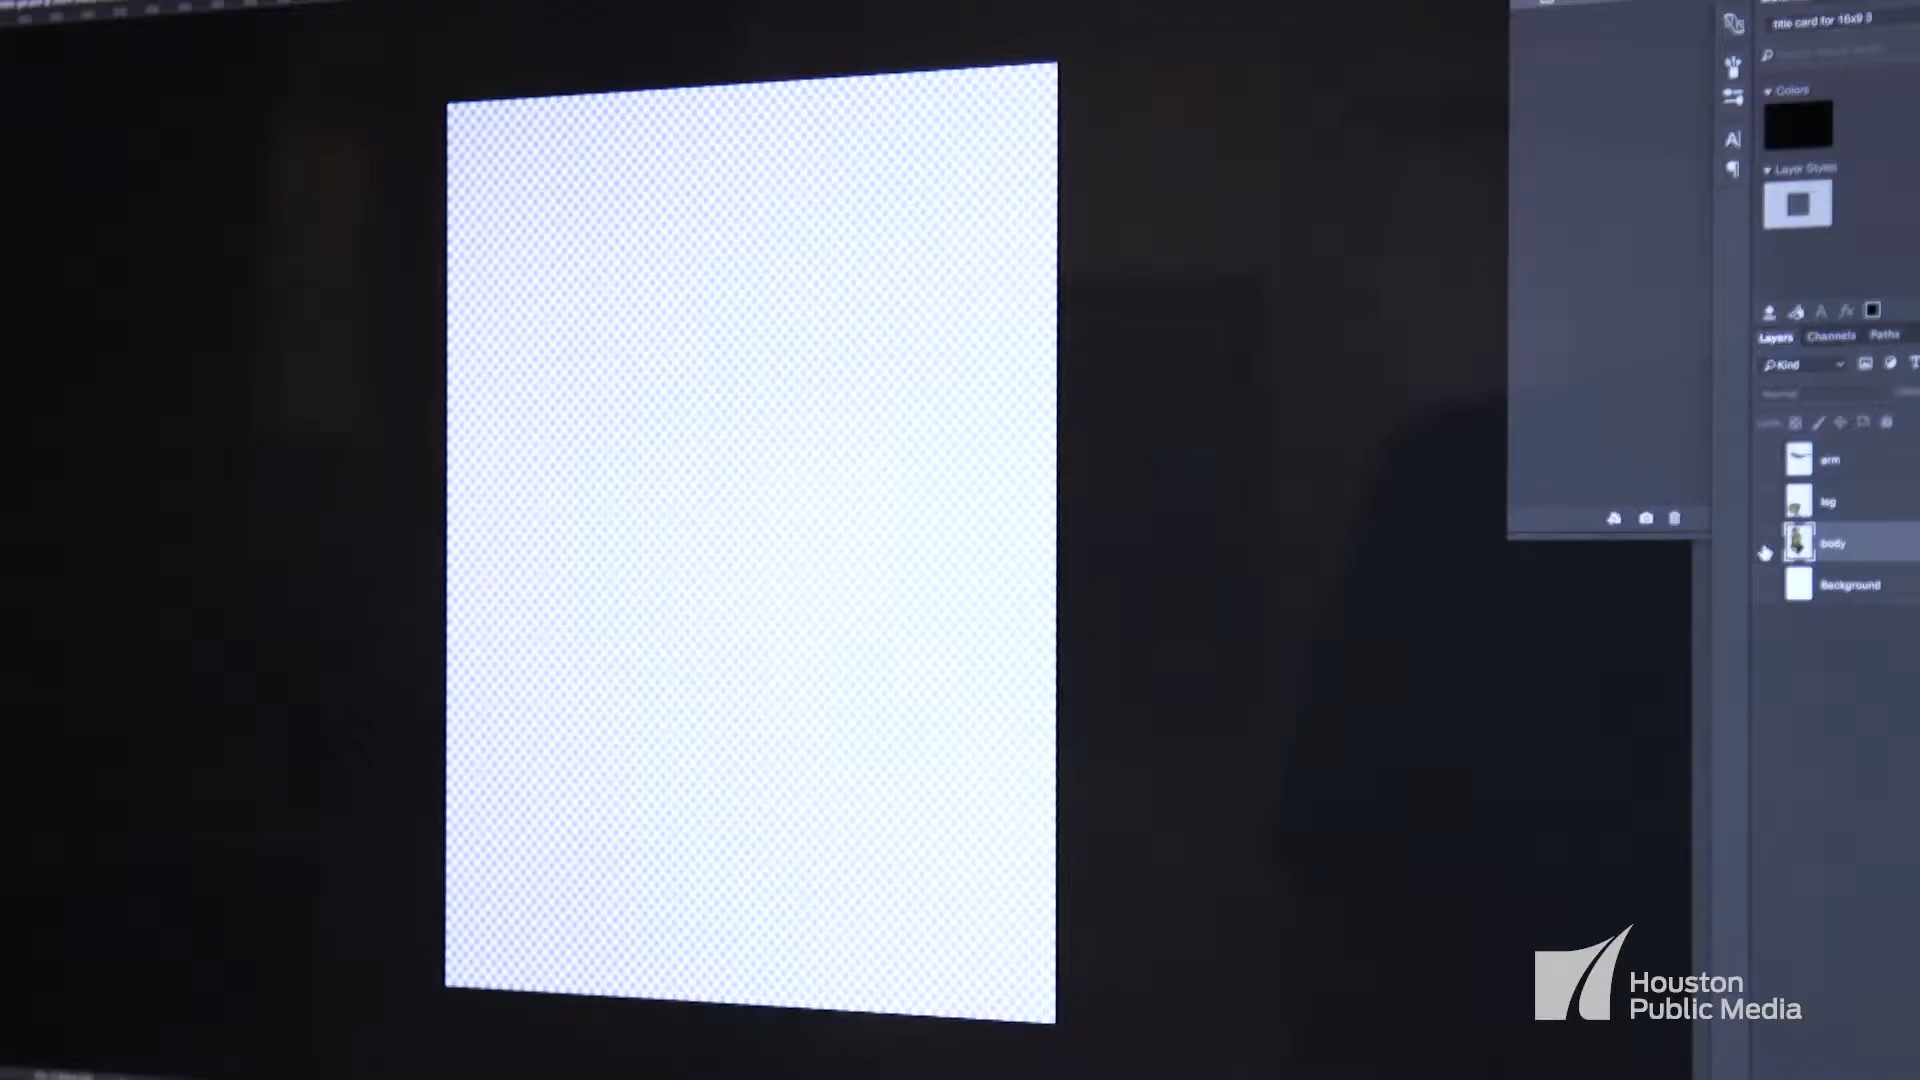 title card for 16x9 3
Colors
Layer Styles
Layers Channels Paths
Kind
arm
leg
body
Background
Houston
Public Media